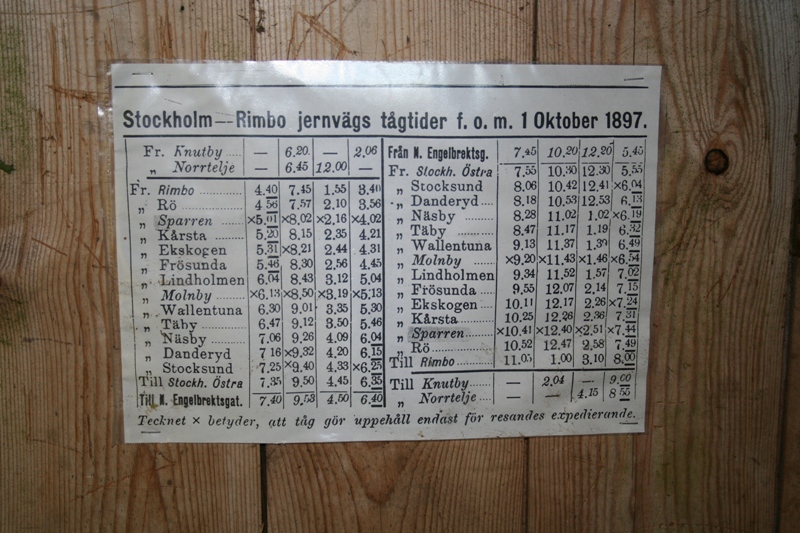 Stockholm—Rimbo jernvägs tågtider f. o. m. 1 Oktober 1897.
Fr. Knutby ..... — 6.20 — 2.06
„ Norrtelje ... — 6.45 12.00 —
Fr. Rimbo ........... 4.40 7.45 1.55 3.40
„ Rö ................ 4.56 7.57 2.10 3.56
„ Sparren ........ ×5.01 ×8.02 ×2.16 ×4.02
„ Kårsta ......... 5.20 8.15 2.35 4.21
„ Ekskogen ..... 5.31 ×8.21 2.44 4.31
„ Frösunda ...... 5.46 8.30 2.56 4.45
„ Lindholmen 6.04 8.43 3.12 5.04
„ Molnby ......... ×6.13 ×8.50 ×3.19 ×5.13
„ Wallentuna 6.30 9.01 3.35 5.30
„ Täby ............ 6.47 9.12 3.50 5.46
„ Näsby .......... 7.06 9.26 4.09 6.04
„ Danderyd 7 16 ×9.32 4.20 6.15
„ Stocksund 7.25 ×9.40 4.33 ×6.25
Till Stockh. Östra 7.35 9.50 4.45 6.35
Till N. Engelbrektsgat. 7.40 9.53 4.50 6.40
Från N. Engelbrektsg. 7.45 10.20 12.20 5.45
Fr. Stockh. Östra 7.55 10.30 12.30 5.55
„ Stocksund 8.06 10.42 12.41 ×6.04
„ Danderyd ... 8.18 10.53 12.53 6.13
„ Näsby ......... 8.28 11.02 1.02 ×6.19
„ Täby ........... 8.47 11.17 1.19 6.32
„ Wallentuna 9.13 11.37 1.39 6.49
„ Molnby ........ ×9.20 ×11.43 ×1.46 ×6.54
„ Lindholmen 9.34 11.52 1.57 7.02
„ Frösunda ..... 9.55 12.07 2.14 7.15
„ Ekskogen .... 10.11 12.17 2.26 ×7.24
„ Kårsta ......... 10.25 12.26 2.36 7.31
„ Sparren ........ ×10.41 ×12.40 ×2.51 ×7.44
„ Rö ............... 10.52 12.47 2.58 7.49
Till Rimbo .......... 11.05 1.00 3.10 8.00
Till Knutby ....... — 2.04 — 9.00
„ Norrtelje ... — — 4.15 8 55
Tecknet × betyder, att tåg gör uppehåll endast för resandes expedierande.